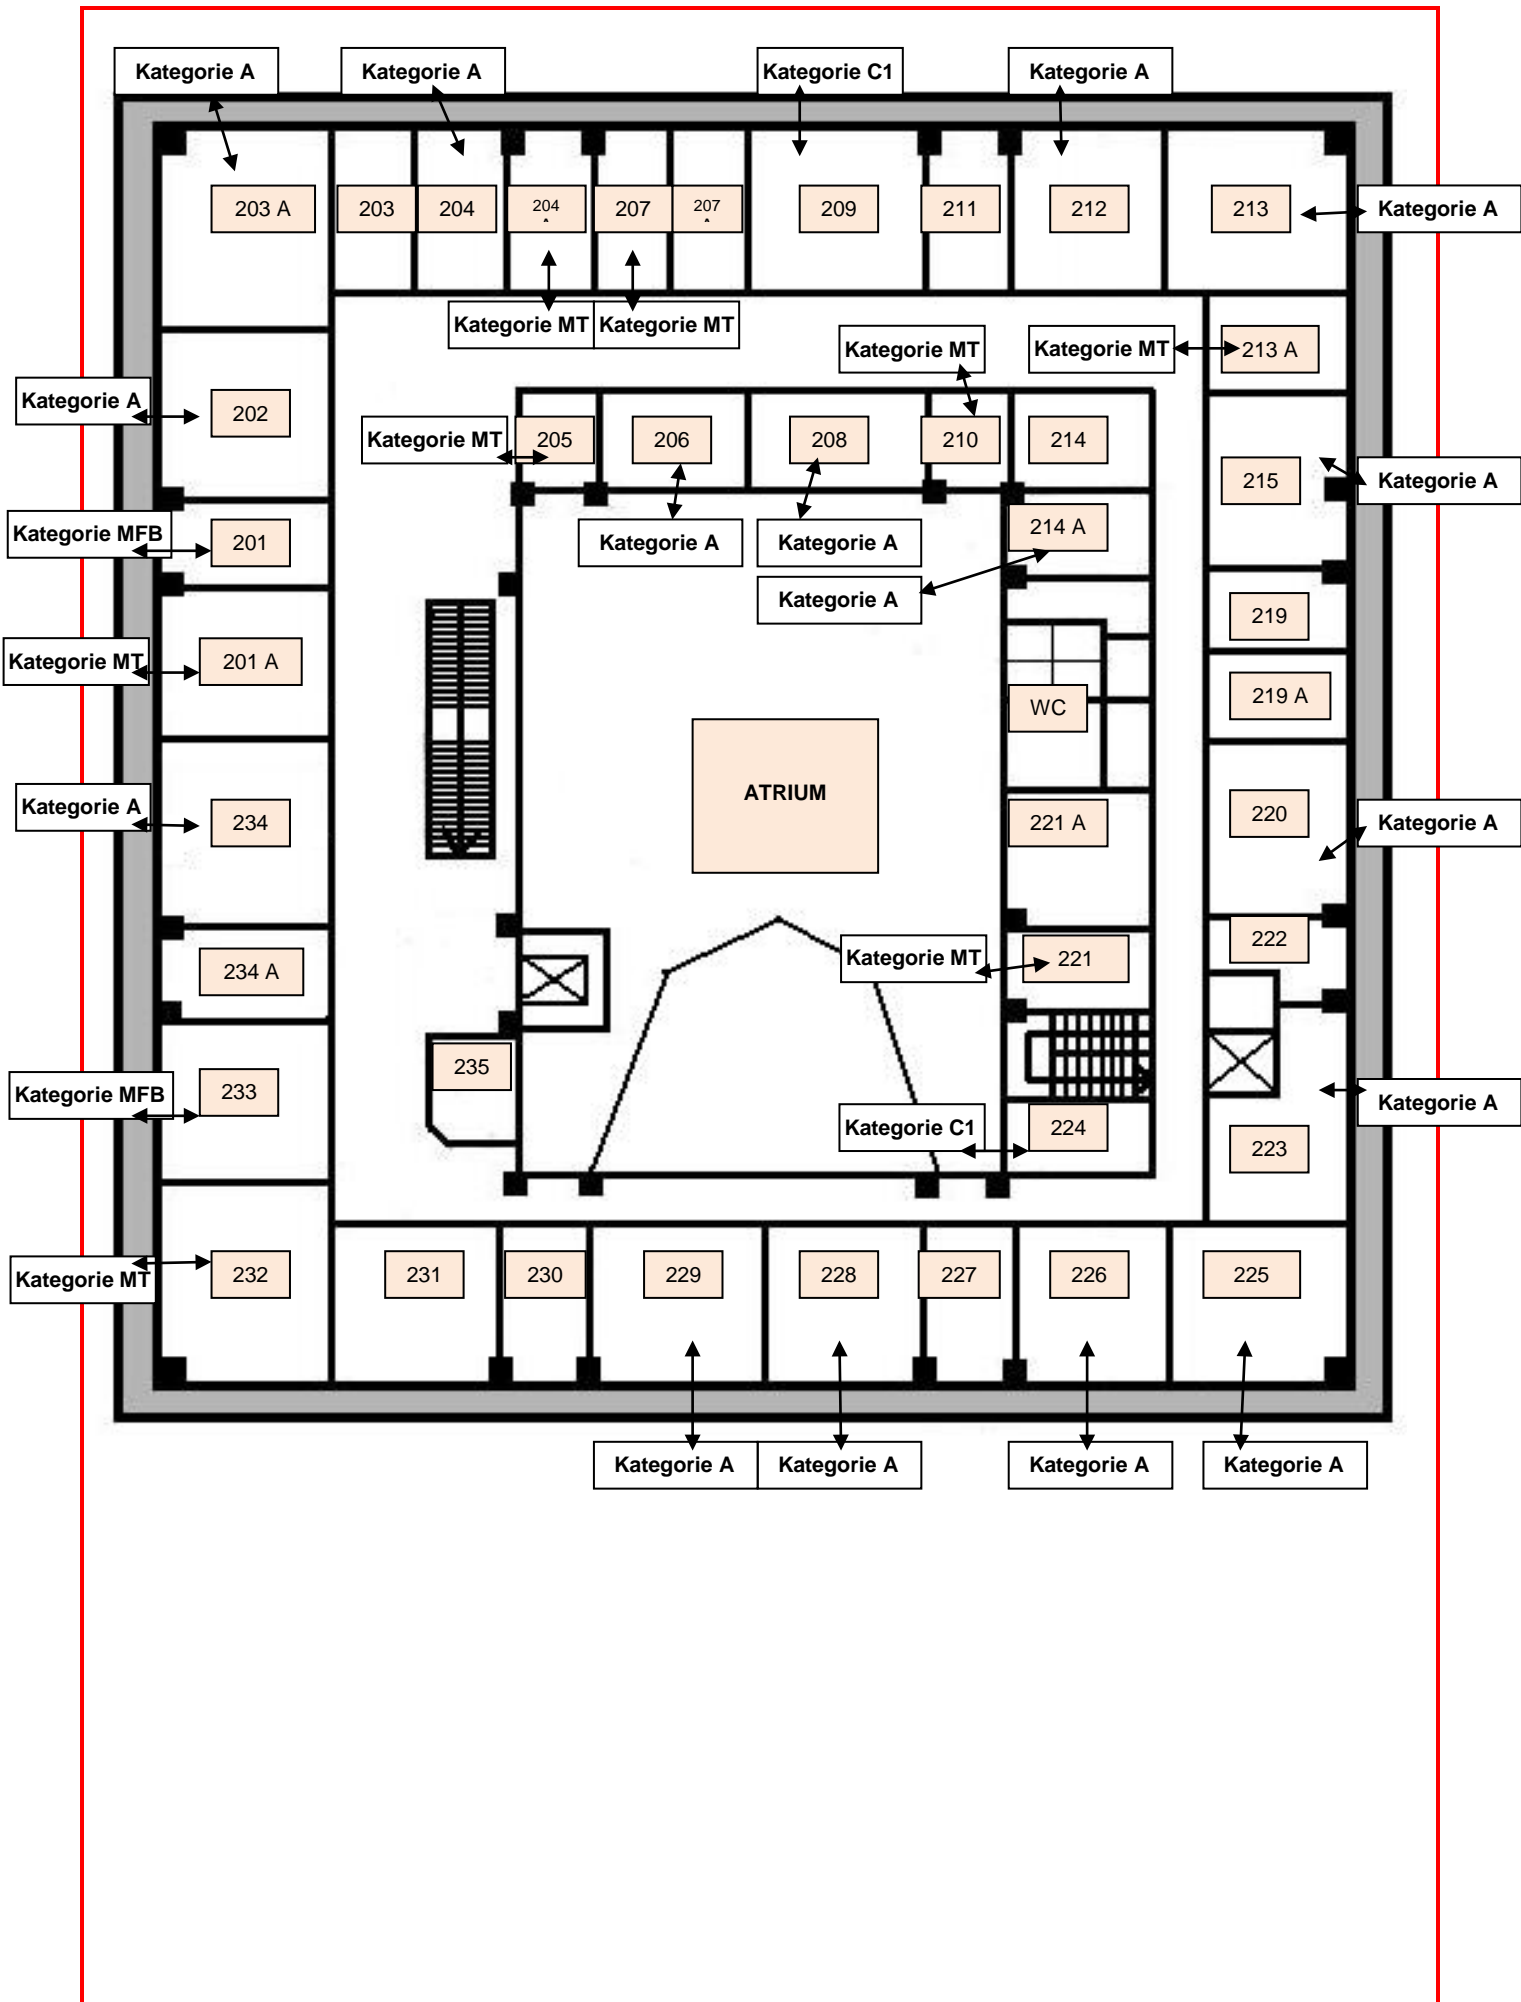 Kategorie A
Kategorie A
Kategorie C1
Kategorie A
203 A
203
204
204
207
207
209
211
212
213
Kategorie A
Kategorie MT
Kategorie MT
Kategorie MT
Kategorie MT
213 A
Kategorie A
202
Kategorie MT
205
206
208
210
214
215
Kategorie A
Kategorie MFB
201
Kategorie A
Kategorie A
214 A
Kategorie A
219
Kategorie MT
201 A
219 A
WC
Kategorie A
234
ATRIUM
221 A
220
Kategorie A
234 A
Kategorie MT
221
222
235
Kategorie MFB
233
Kategorie A
Kategorie C1
224
223
Kategorie MT
232
231
230
229
228
227
226
225
Kategorie A
Kategorie A
Kategorie A
Kategorie A